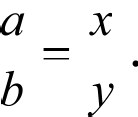 a/b = x/y.